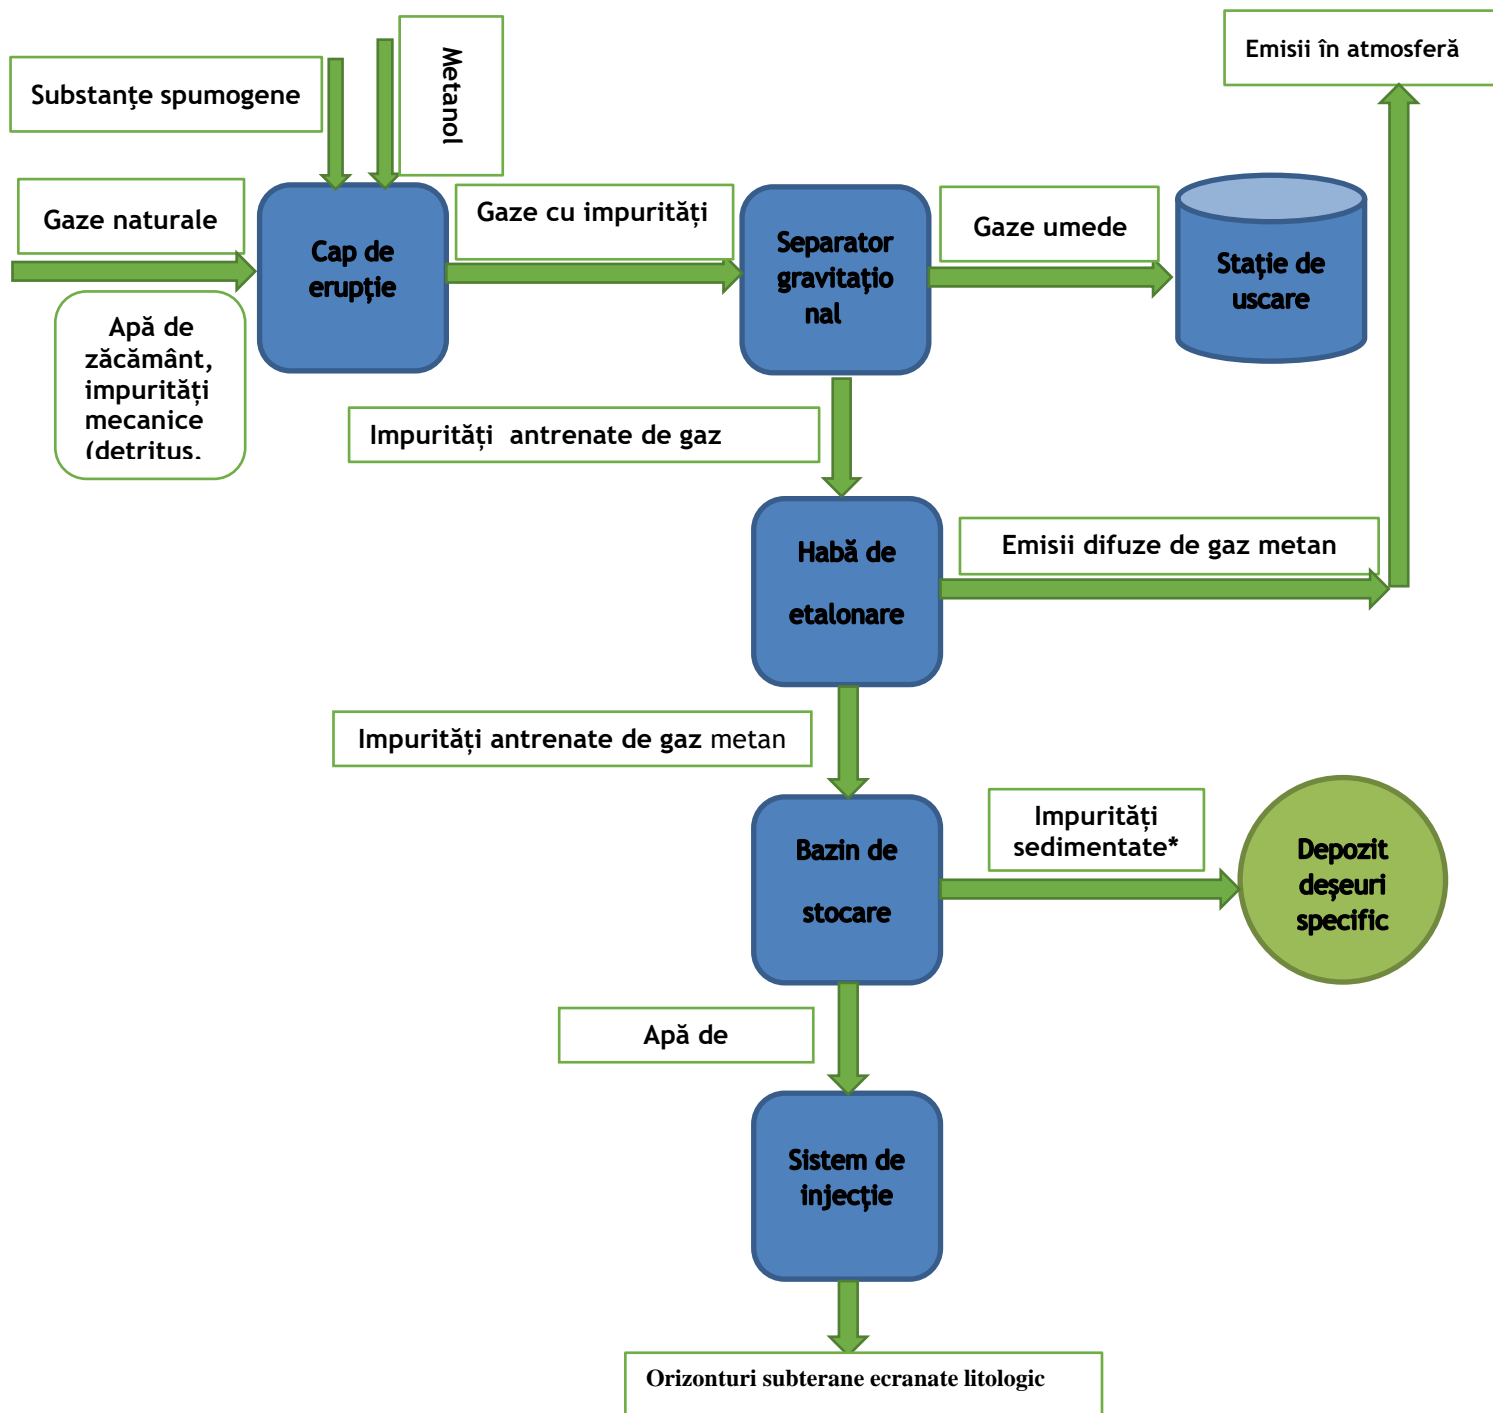 Emisii în atmosferă
Substanțe spumogene
Metanol
Gaze naturale
Gaze cu impurități
Gaze umede
Cap de
erupție
Separator
gravitațio
nal
Stație de
uscare
Apă de
zăcământ,
impurități
mecanice
(detritus.
Impurități antrenate de gaz
Habă de
etalonare
Emisii difuze de gaz metan
Impurități antrenate de gaz metan
Bazin de
stocare
Impurități
sedimentate*
Depozit
deșeuri
specific
Apă de
Sistem de
injecție
Orizonturi subterane ecranate litologic